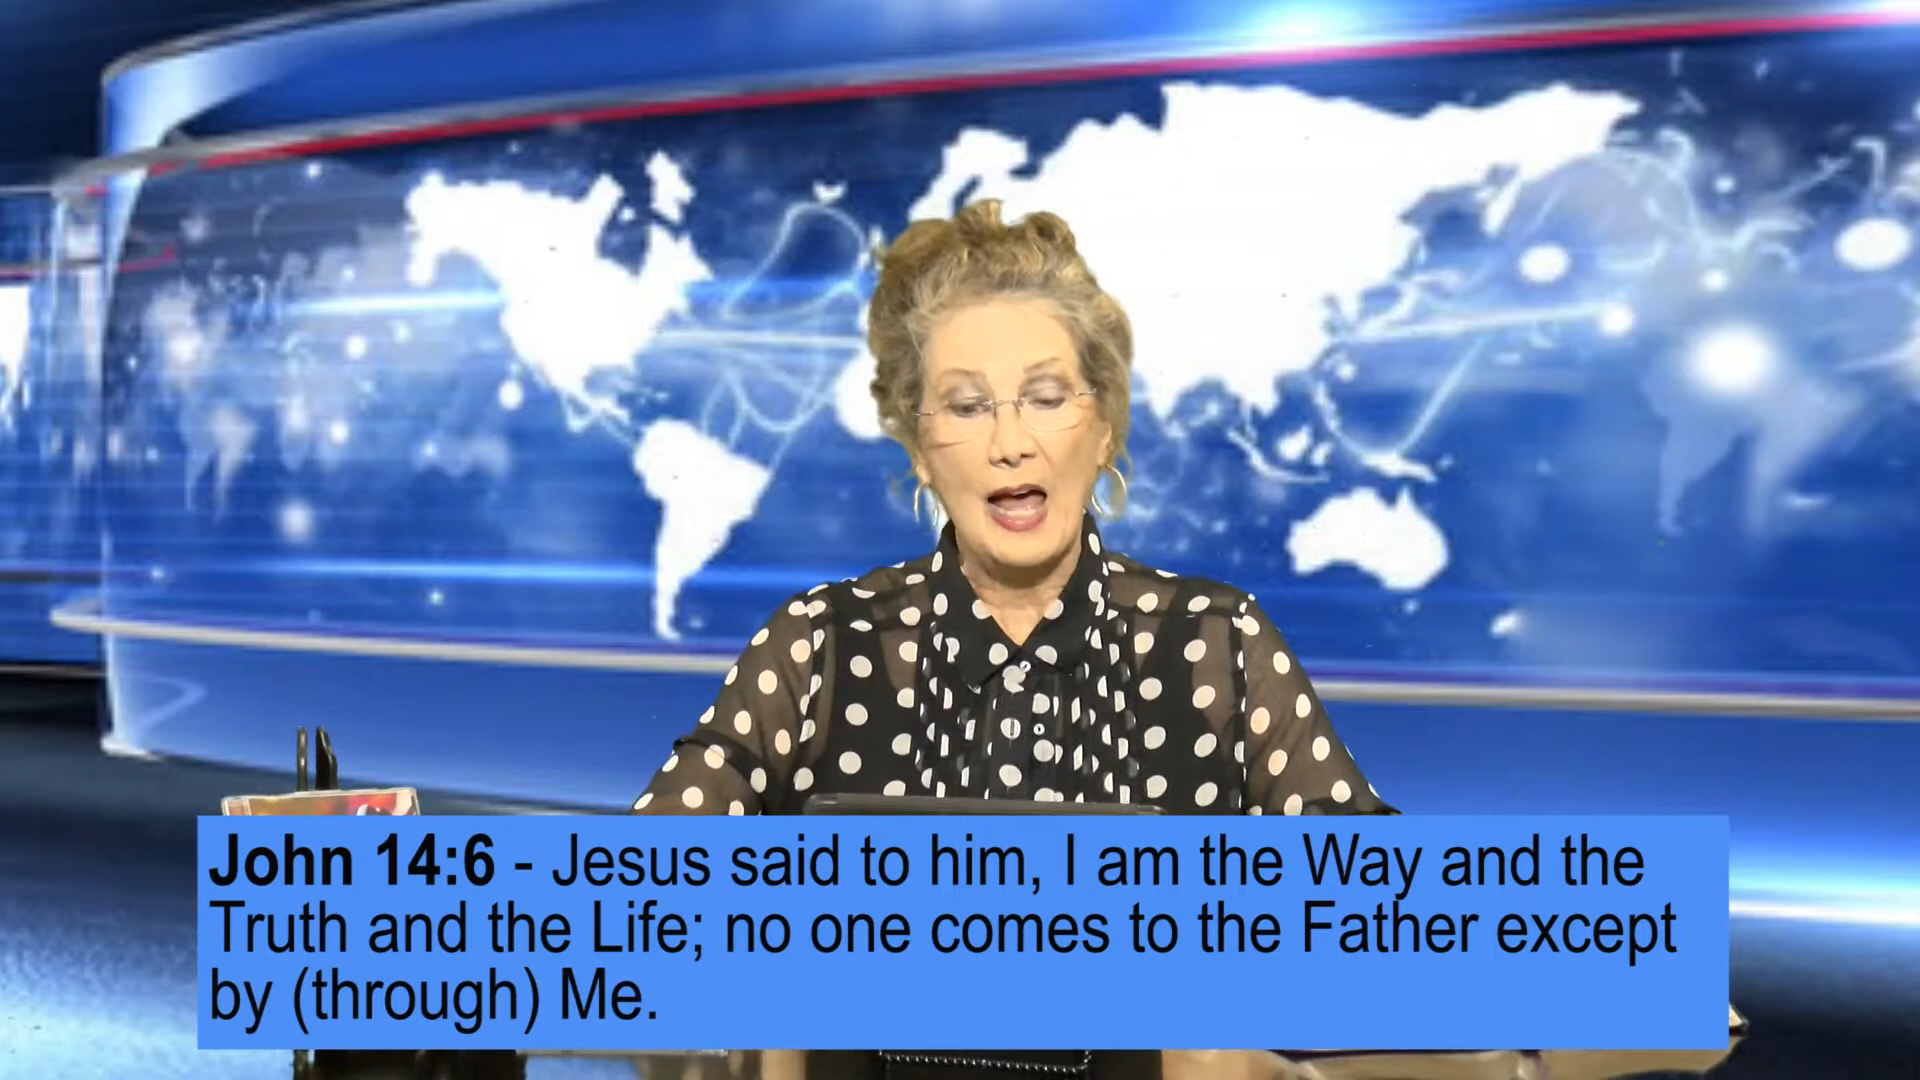 John 14:6 - Jesus said to him, I am the Way and the
Truth and the Life; no one comes to the Father except
by (through) Me.